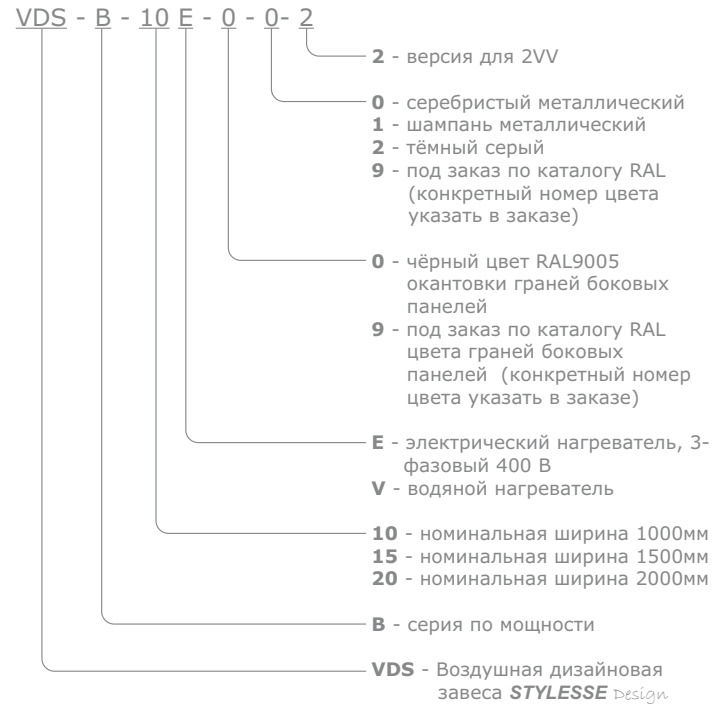 VDS - B - 10 E - 0 - 0- 2
2 - версия для 2VV
0 - серебристый металлический
1 - шампань металлический
2 - тёмный серый
9 - под заказ по каталогу RAL
(конкретный номер цвета
указать в заказе)
0 - чёрный цвет RAL9005
окантовки граней боковых
панелей
9 - под заказ по каталогу RAL
цвета граней боковых
панелей (конкретный номер
цвета указать в заказе)
E - электрический нагреватель, 3-
фазовый 400 В
V - водяной нагреватель
10 - номинальная ширина 1000мм
15 - номинальная ширина 1500мм
20 - номинальная ширина 2000мм
B - серия по мощности
VDS - Воздушная дизайновая
завеса STYLESSE Design